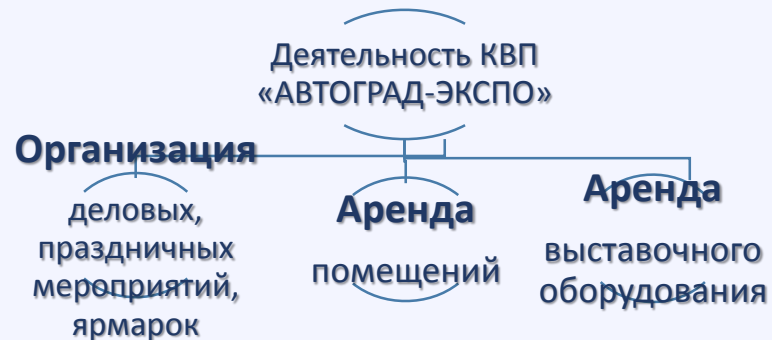 Деятельность КВП
«АВТОГРАД-ЭКСПО»
Организация
деловых,
праздничных
мероприятий,
ярмарок
Аренда
помещений
Аренда
выставочного
оборудования